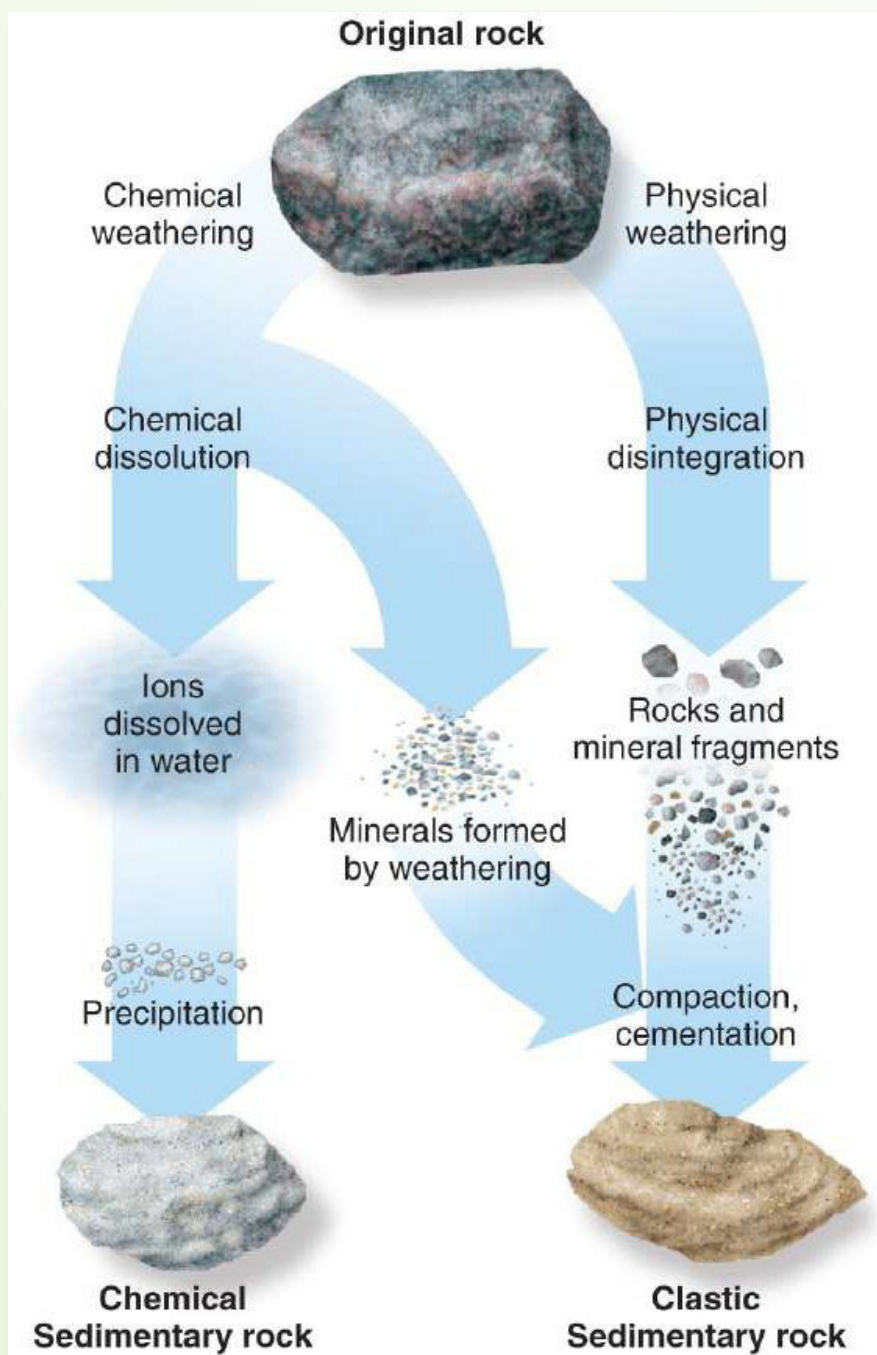 Original rock
Chemical
weathering
Physical
weathering
Chemical
dissolution
Physical
disintegration
Ions
dissolved
in water
Rocks and
mineral fragments
Minerals formed
by weathering
Precipitation
Compaction,
cementation
Chemical
Sedimentary rock
Clastic
Sedimentary rock